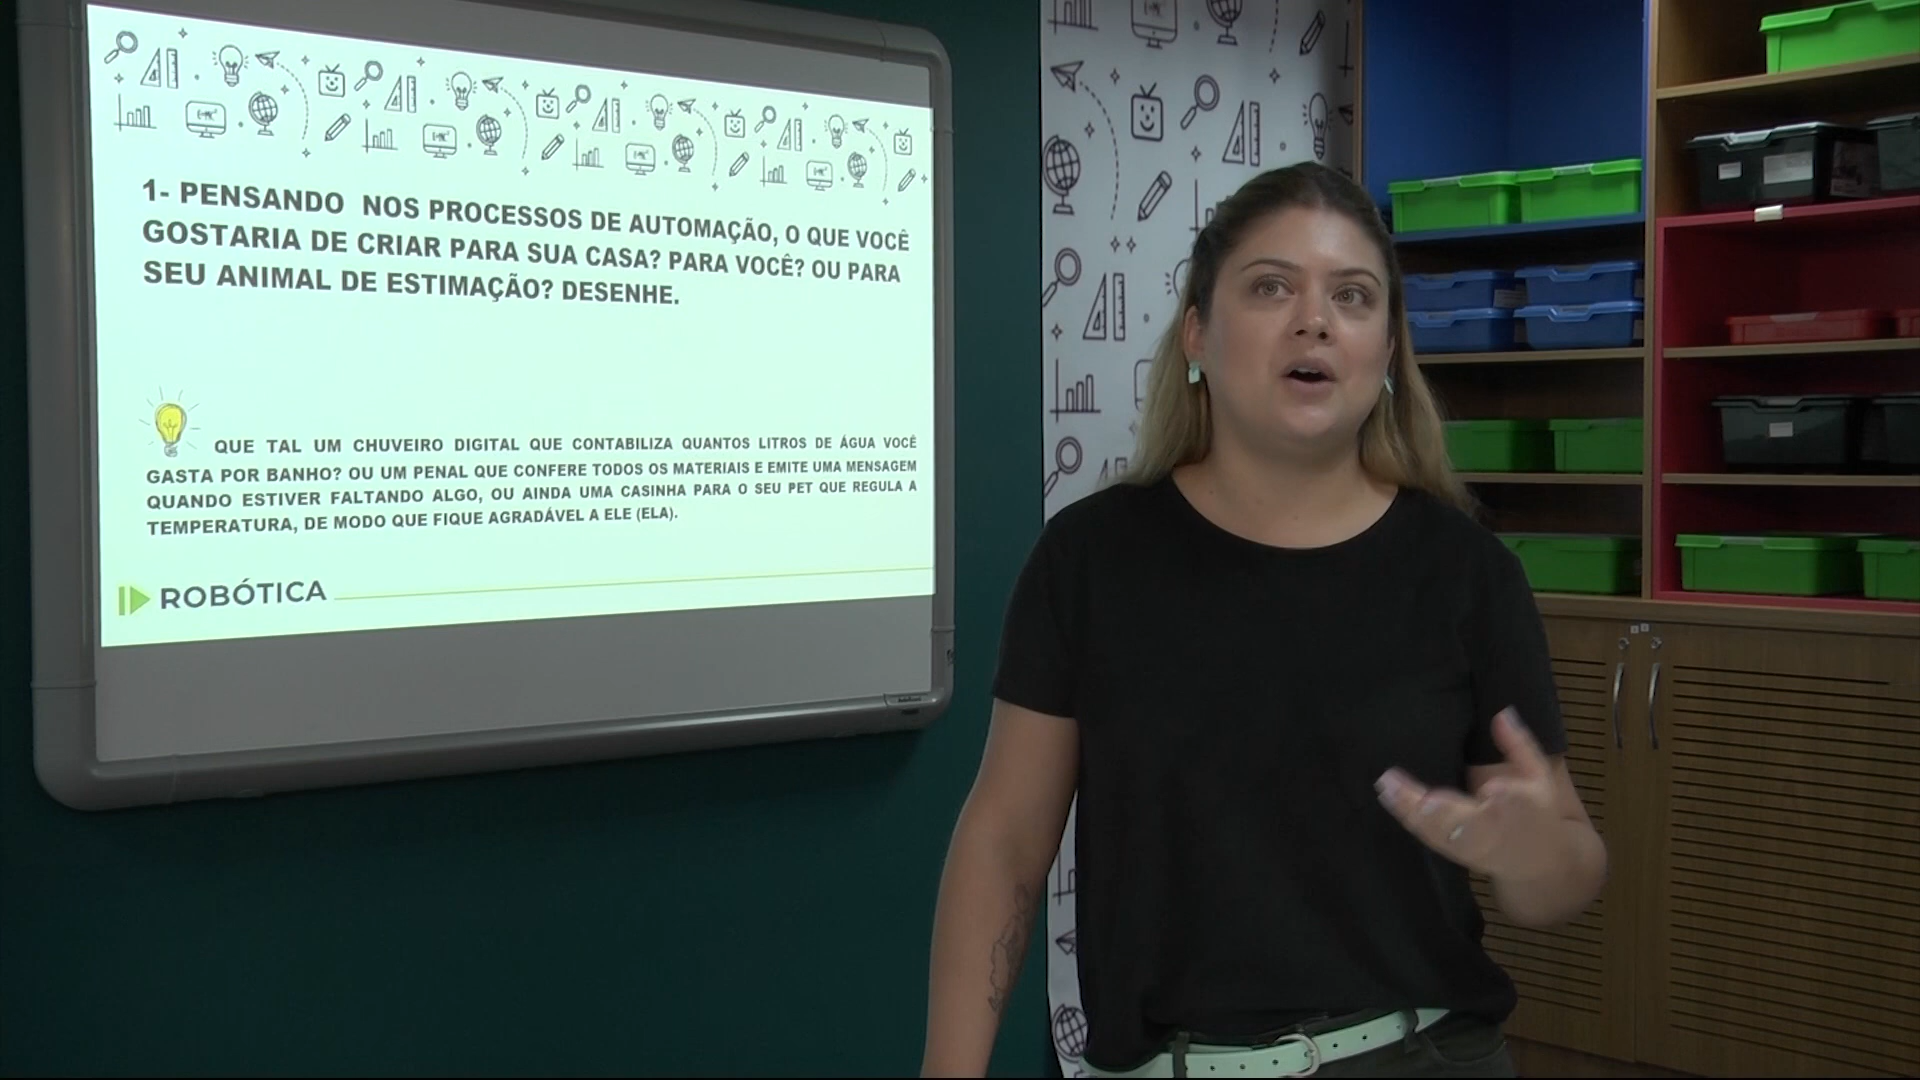 1- PENSANDO NOS PROCESSOS DE AUTOMAÇÃO, O QUE VOCÊ
GOSTARIA DE CRIAR PARA SUA CASA? PARA VOCÊ? OU PARA
SEU ANIMAL DE ESTIMAÇÃO? DESENHE.
QUE TAL UM CHUVEIRO DIGITAL QUE CONTABILIZA QUANTOS LITROS DE ÁGUA VOCÊ
GASTA POR BANHO? OU UM PENAL QUE CONFERE TODOS OS MATERIAIS E EMITE UMA MENSAGEM
QUANDO ESTIVER FALTANDO ALGO, OU AINDA UMA CASINHA PARA O SEU PET QUE REGULA A
TEMPERATURA, DE MODO QUE FIQUE AGRADÁVEL A ELE (ELA).
ROBÓTICA